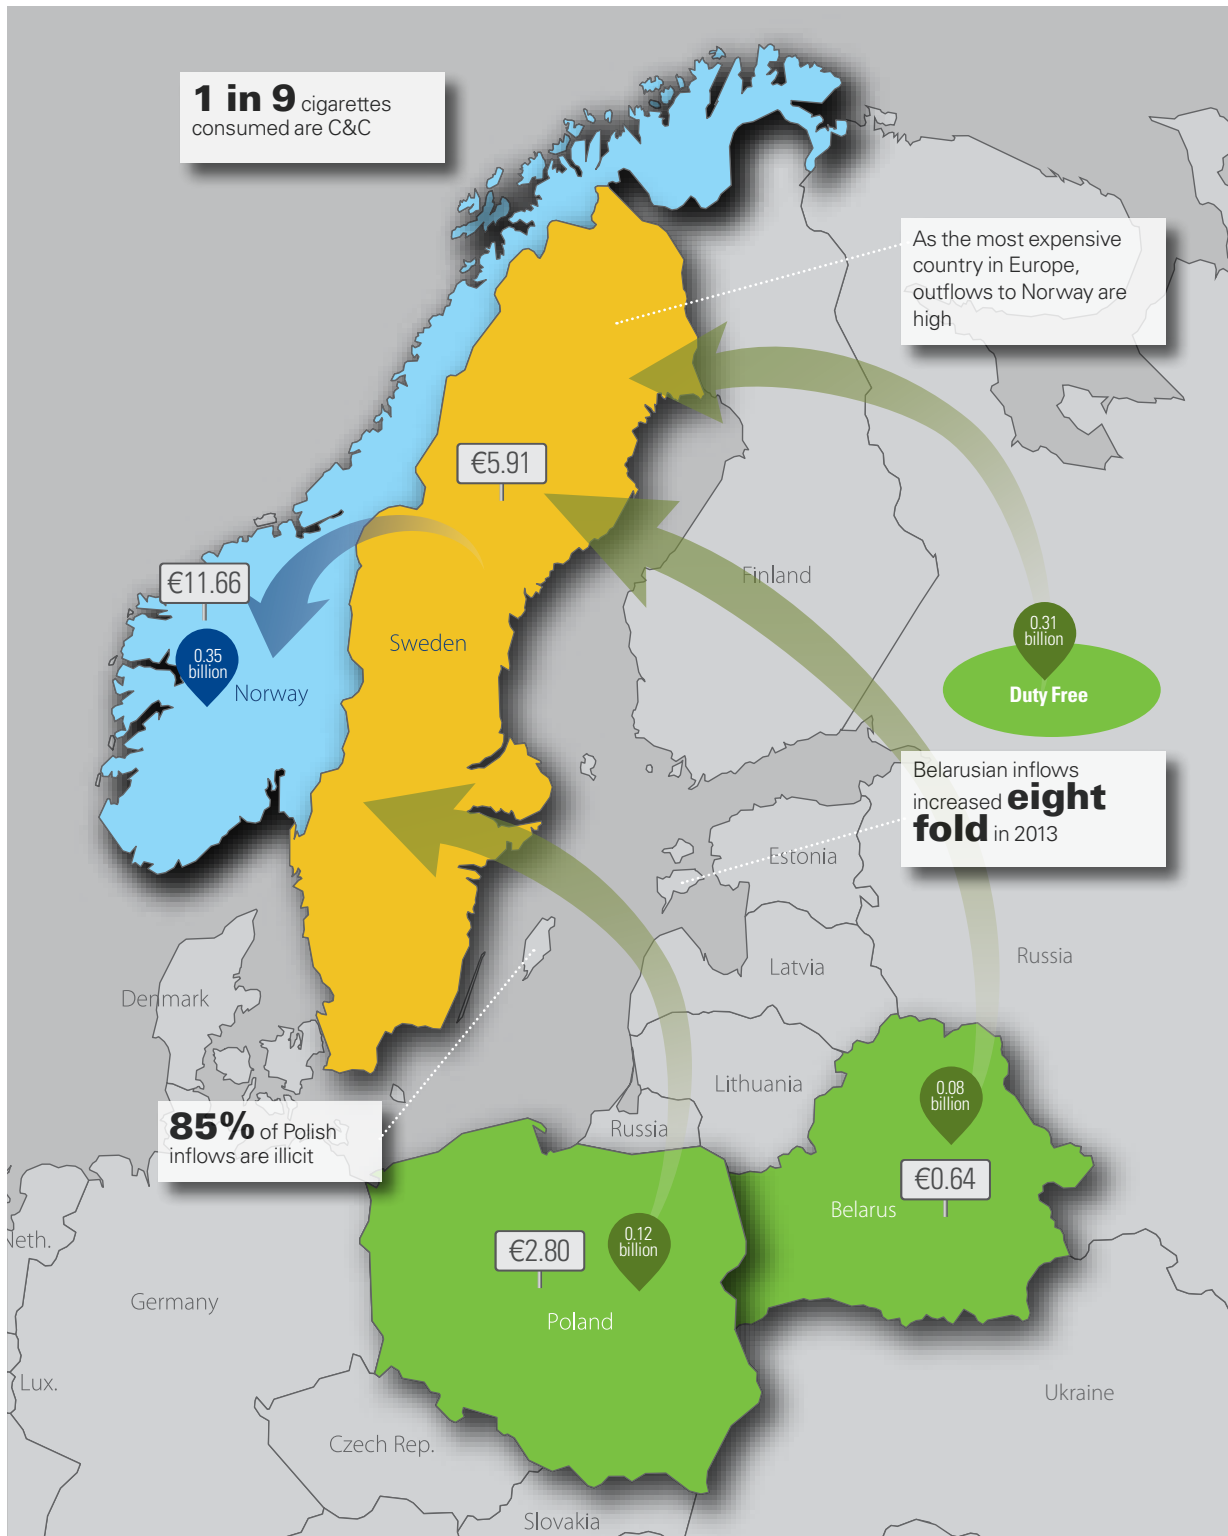 1 in 9 cigarettes
consumed are C&C
As the most expensive
country in Europe,
outflows to Norway are
high
€5.91
€11.66
Finland
0.31
billion
Sweden
0.35
billion
Norway
Duty Free
Belarusian inflows
increased eight
fold in 2013
Estonia
Russia
Latvia
Denmark
Lithuania
0.08
billion
85% of Polish
inflows are illicit
Russia
€0.64
Belarus
Neth.
0.12
billion
€2.80
Germany
Poland
Lux.
Ukraine
Czech Rep.
Slovakia